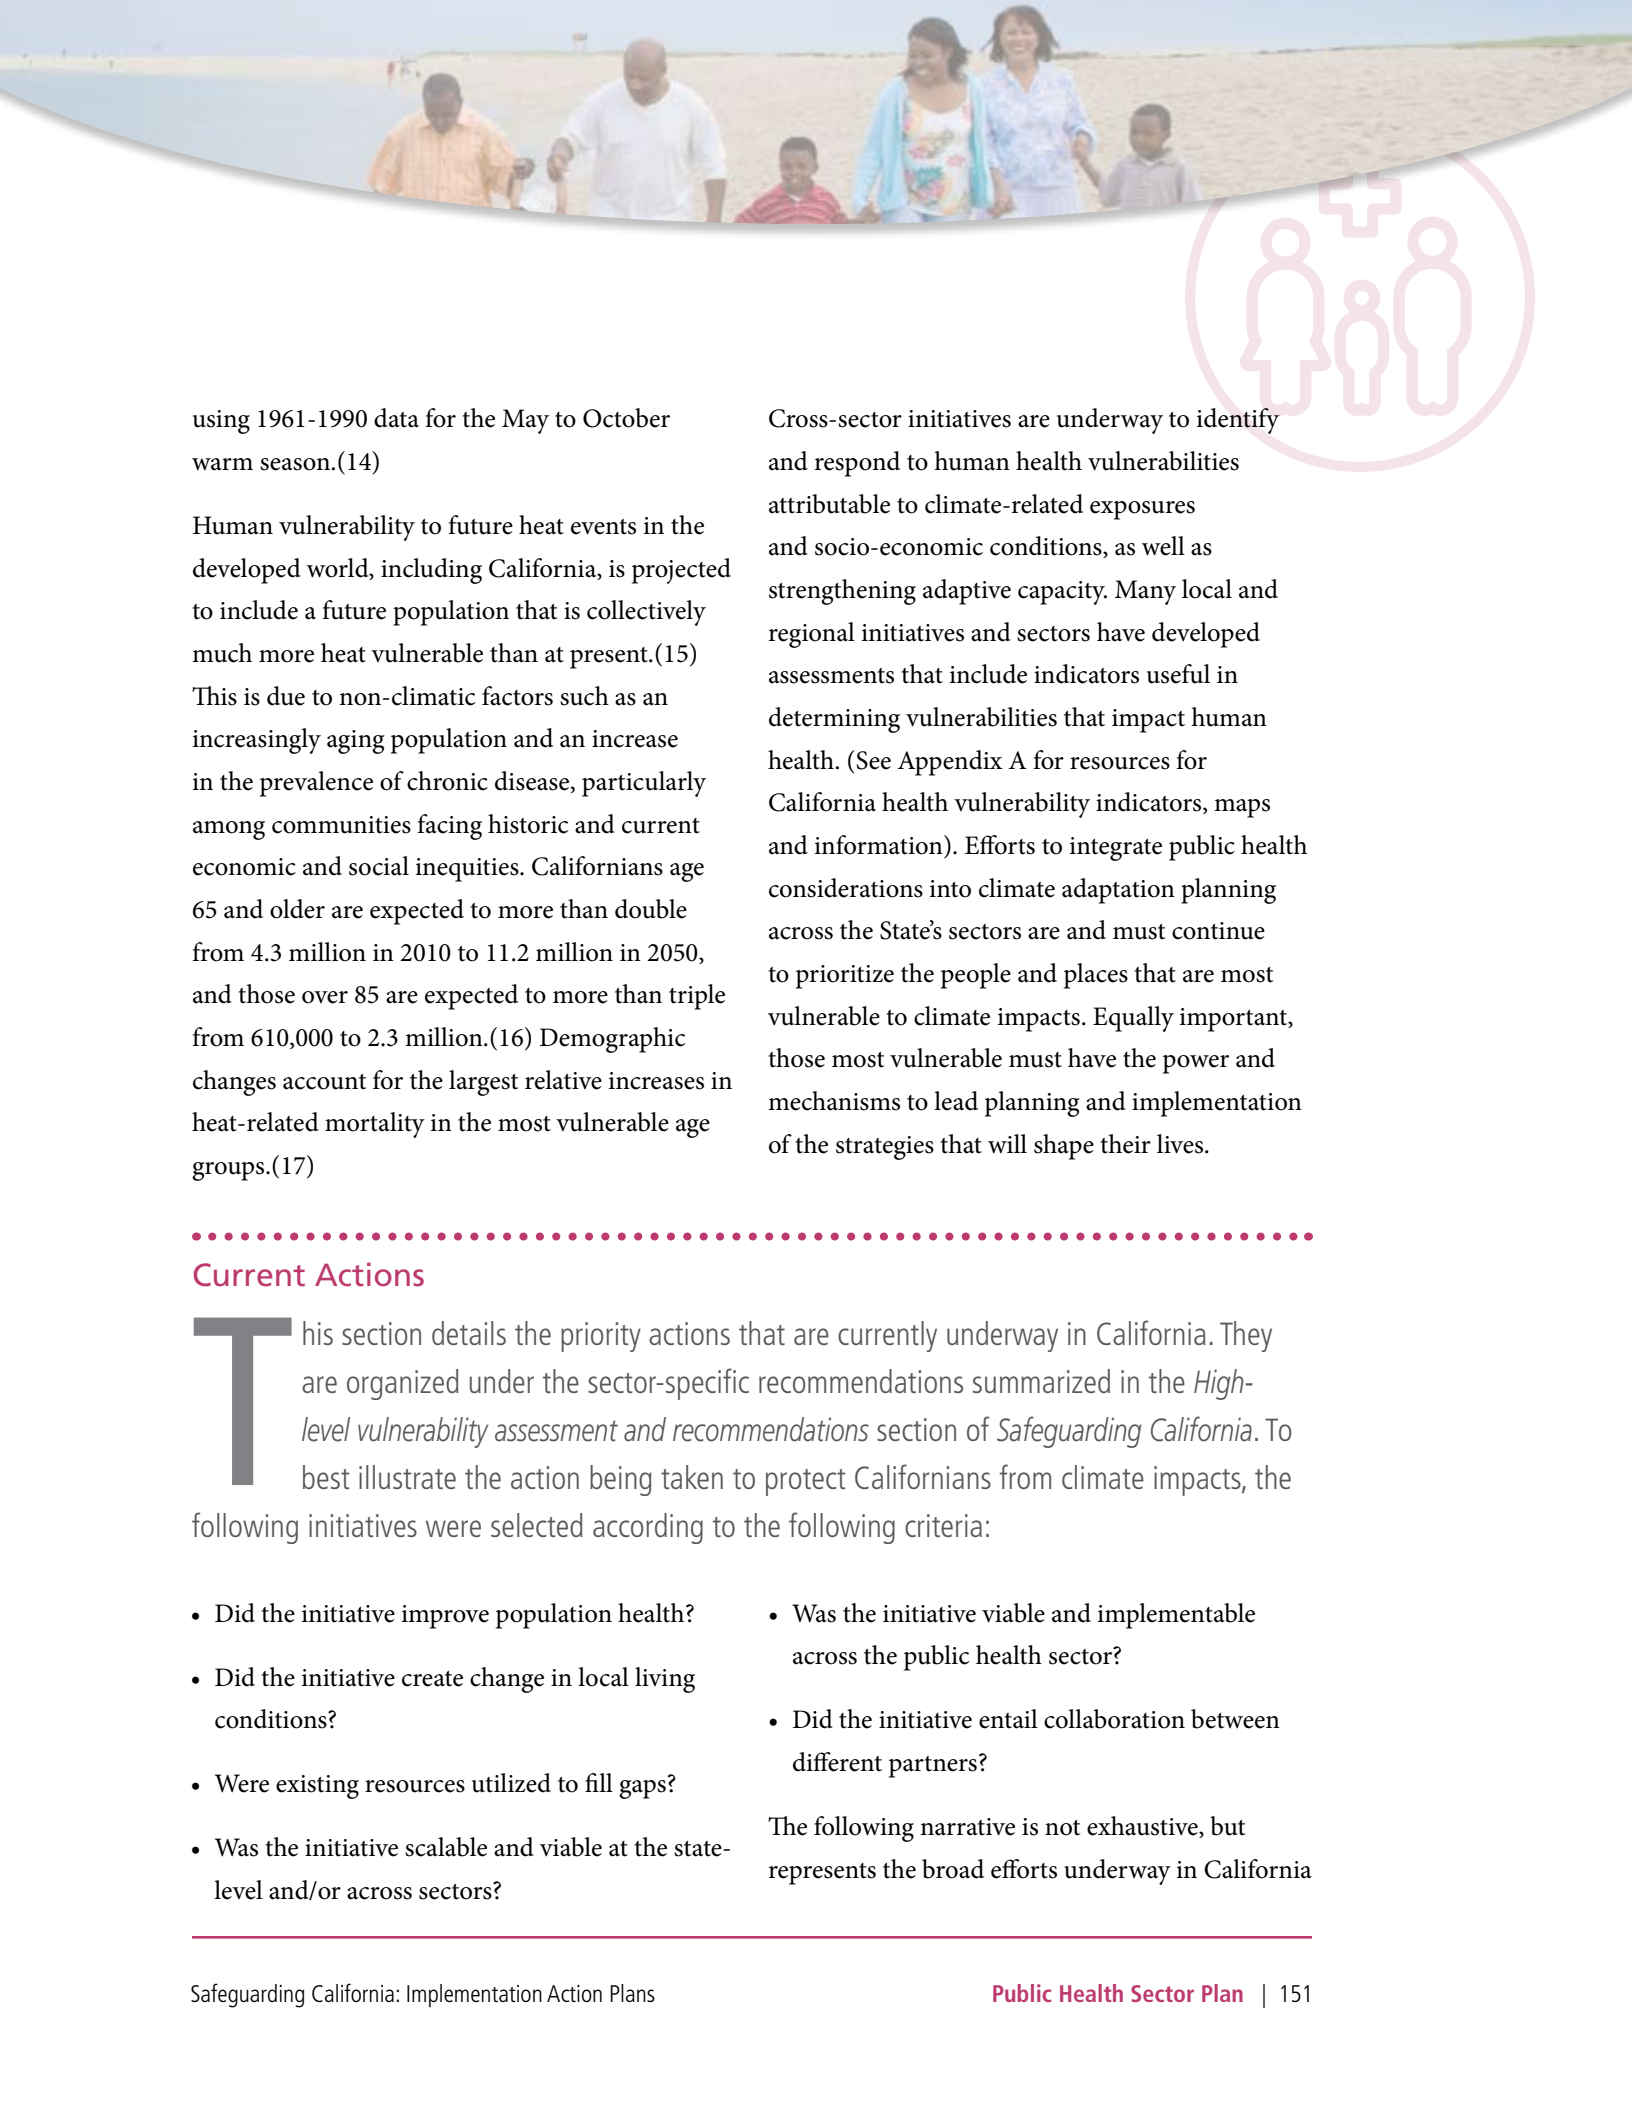 using 1961-1990 data for the May to October
warm season.(14)
Human vulnerability to future heat events in the
developed world, including California, is projected
to include a future population that is collectively
much more heat vulnerable than at present.(15)
This is due to non-climatic factors such as an
increasingly aging population and an increase
in the prevalence of chronic disease, particularly
among communities facing historic and current
economic and social inequities. Californians age
65 and older are expected to more than double
from 4.3 million in 2010 to 11.2 million in 2050,
and those over 85 are expected to more than triple
from 610,000 to 2.3 million.(16) Demographic
changes account for the largest relative increases in
heat-related mortality in the most vulnerable age
groups.(17)
Cross-sector initiatives are underway to identify
and respond to human health vulnerabilities
attributable to climate-related exposures
and socio-economic conditions, as well as
strengthening adaptive capacity. Many local and
regional initiatives and sectors have developed
assessments that include indicators useful in
determining vulnerabilities that impact human
health. (See Appendix A for resources for
California health vulnerability indicators, maps
and information). Efforts to integrate public health
considerations into climate adaptation planning
across the State’s sectors are and must continue
to prioritize the people and places that are most
vulnerable to climate impacts. Equally important,
those most vulnerable must have the power and
mechanisms to lead planning and implementation
of the strategies that will shape their lives.
Current Actions
This section details the priority actions that are currently underway in California. They
are organized under the sector-specific recommendations summarized in the High-
level vulnerability assessment and recommendations section of Safeguarding California. To
best illustrate the action being taken to protect Californians from climate impacts, the
following initiatives were selected according to the following criteria:
• Did the initiative improve population health?
• Did the initiative create change in local living
conditions?
• Were existing resources utilized to fill gaps?
• Was the initiative scalable and viable at the state-
level and/or across sectors?
• Was the initiative viable and implementable
across the public health sector?
• Did the initiative entail collaboration between
different partners?
The following narrative is not exhaustive, but
represents the broad efforts underway in California
Safeguarding California: Implementation Action Plans
Public Health Sector Plan | 151